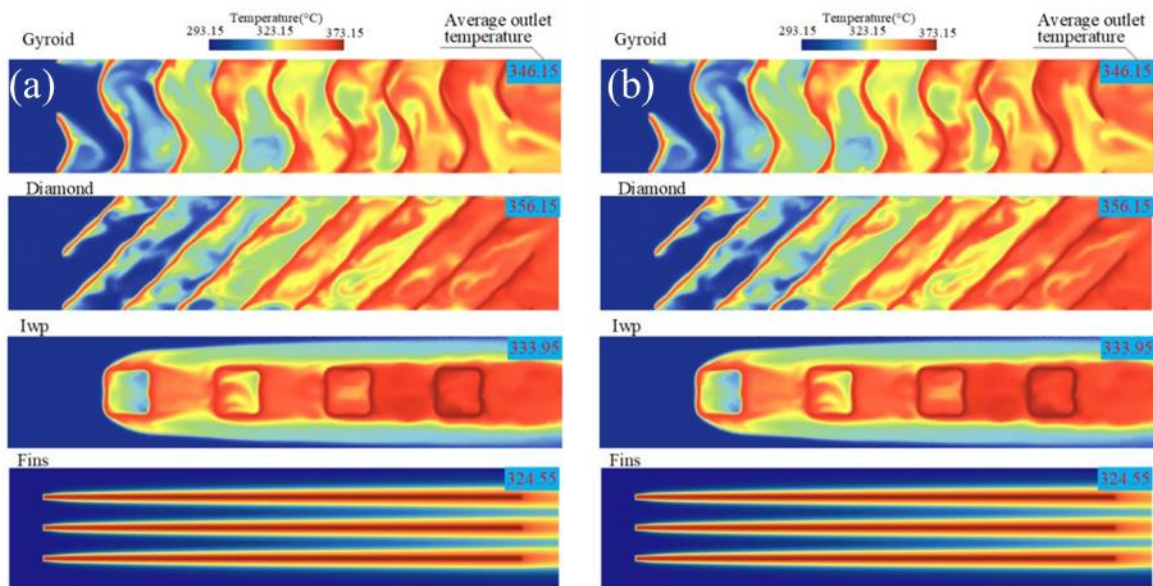 Temperature(°C)
293.15 323.15 373.15
Average outlet
temperature
Gyroid
(a)
346.15
Diamond
356.15
Iwp
333.95
Fins
324.55
Temperature(°C)
293.15 323.15 373.15
Average outlet
temperature
Gyroid
(b)
346.15
Diamond
356.15
Iwp
333.95
Fins
324.55